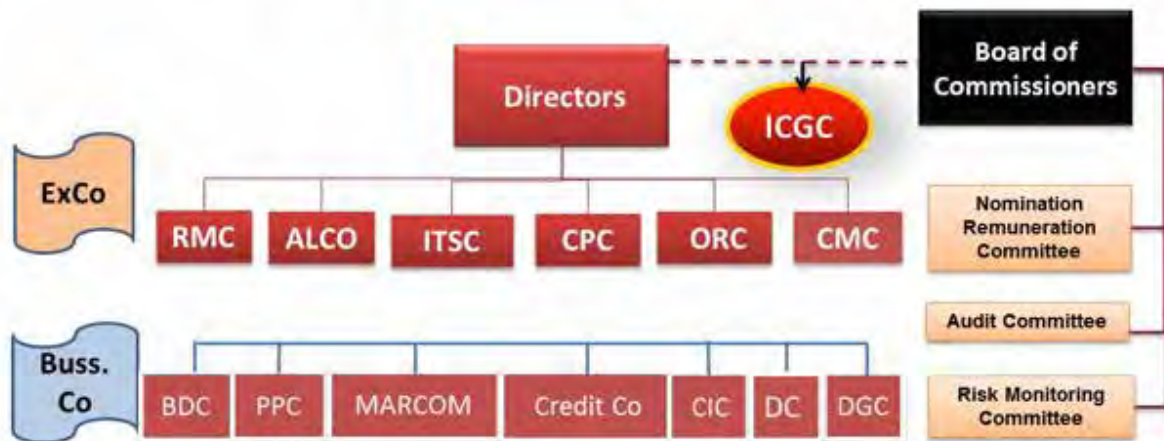 Directors
ICGC
Board of
Commissioners
ExCo
RMC
ALCO
ITSC
CPC
ORC
CMC
Nomination
Remuneration
Committee
Audit Committee
Buss.
Co
BDC
PPC
MARCOM
Credit Co
CIC
DC
DGC
Risk Monitoring
Committee